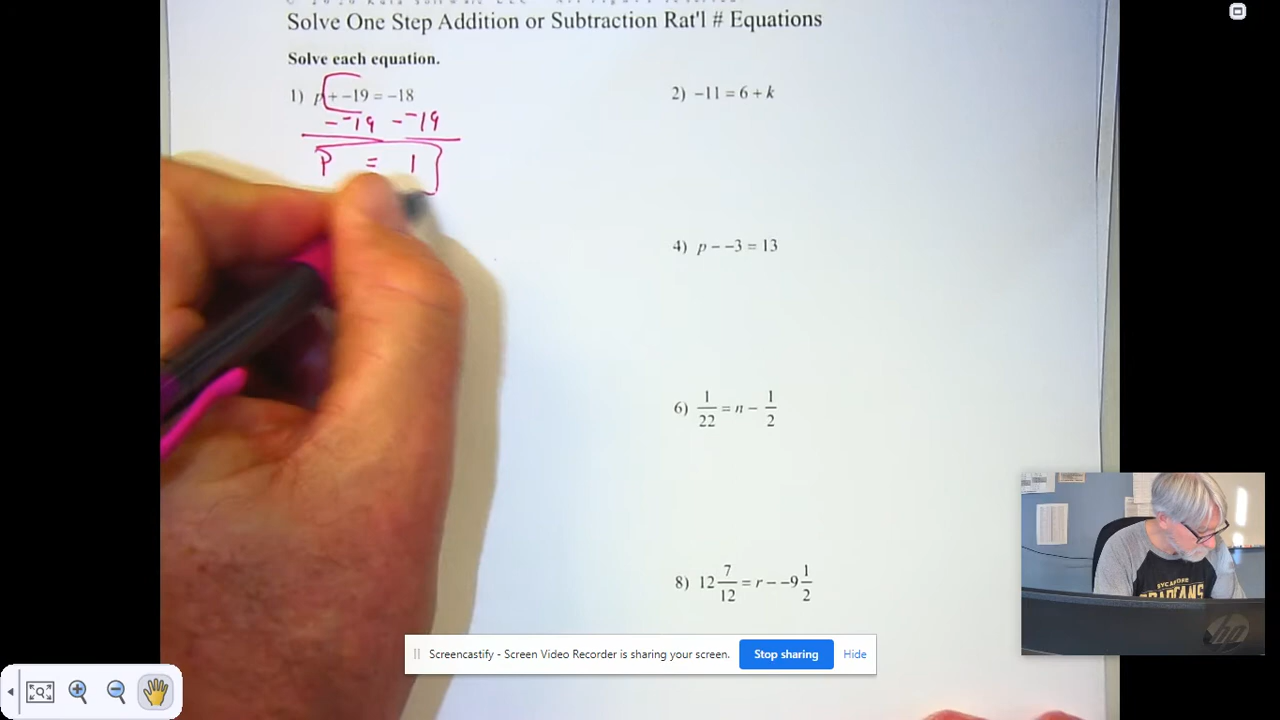 Solve One Step Addition or Subtraction Rat'l # Equations
Solve each equation.
1) p + −19 = −18
− −19 − −19
P = 1
2) −11 = 6 + k
4) p − −3 = 13
6) 1/22 = n − 1/2
8) 12 7/12 = r − −9 1/2
SYCAMORE
hp
Screencastify - Screen Video Recorder is sharing your screen.
Stop sharing
Hide